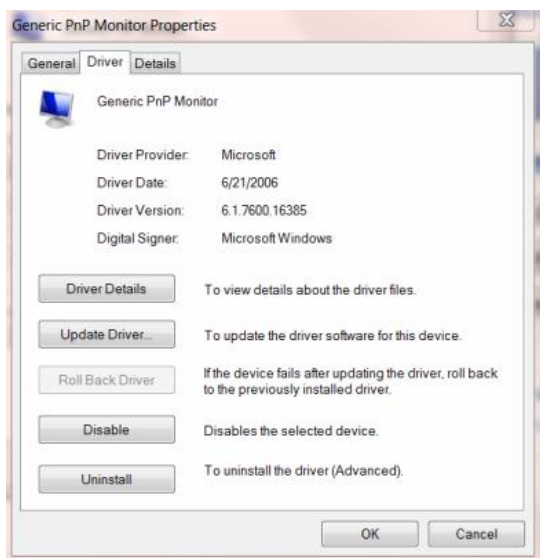 Generic PnP Monitor Properties
General Driver Details
Generic PnP Monitor
Driver Provider: Microsoft
Driver Date: 6/21/2006
Driver Version: 6.1.7600.16385
Digital Signer: Microsoft Windows
Driver Details To view details about the driver files.
Update Driver... To update the driver software for this device.
Roll Back Driver If the device fails after updating the driver, roll back
to the previously installed driver.
Disable Disables the selected device.
Uninstall To uninstall the driver (Advanced).
OK Cancel